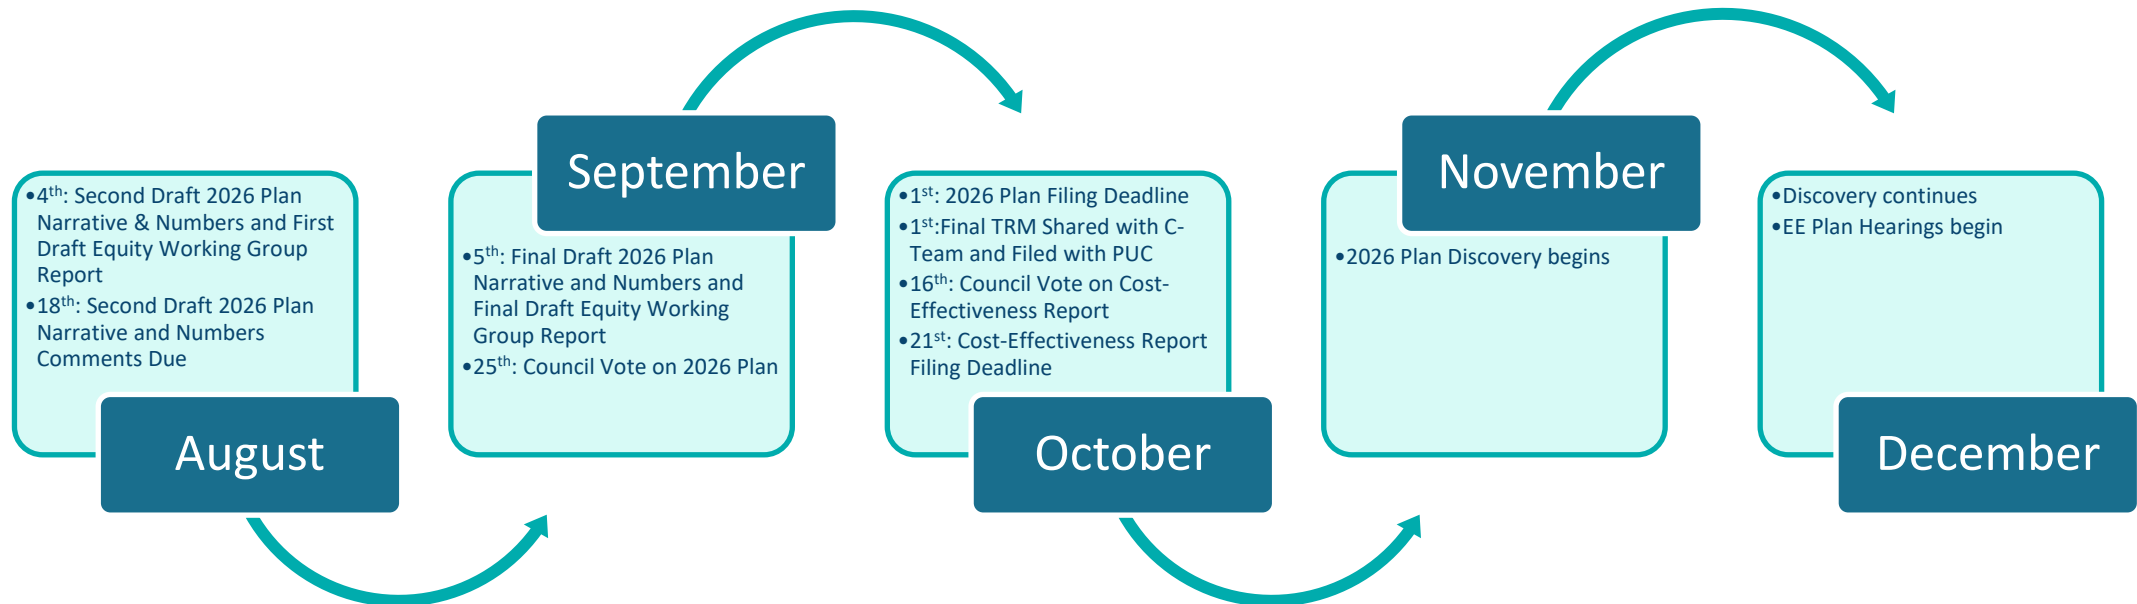 •4th: Second Draft 2026 Plan
Narrative & Numbers and First
Draft Equity Working Group
Report
•18th: Second Draft 2026 Plan
Narrative and Numbers
Comments Due
August
September
•5th: Final Draft 2026 Plan
Narrative and Numbers and
Final Draft Equity Working
Group Report
•25th: Council Vote on 2026 Plan
•1st: 2026 Plan Filing Deadline
•1st:Final TRM Shared with C-
Team and Filed with PUC
•16th: Council Vote on Cost-
Effectiveness Report
•21st: Cost-Effectiveness Report
Filing Deadline
October
November
•2026 Plan Discovery begins
•Discovery continues
•EE Plan Hearings begin
December